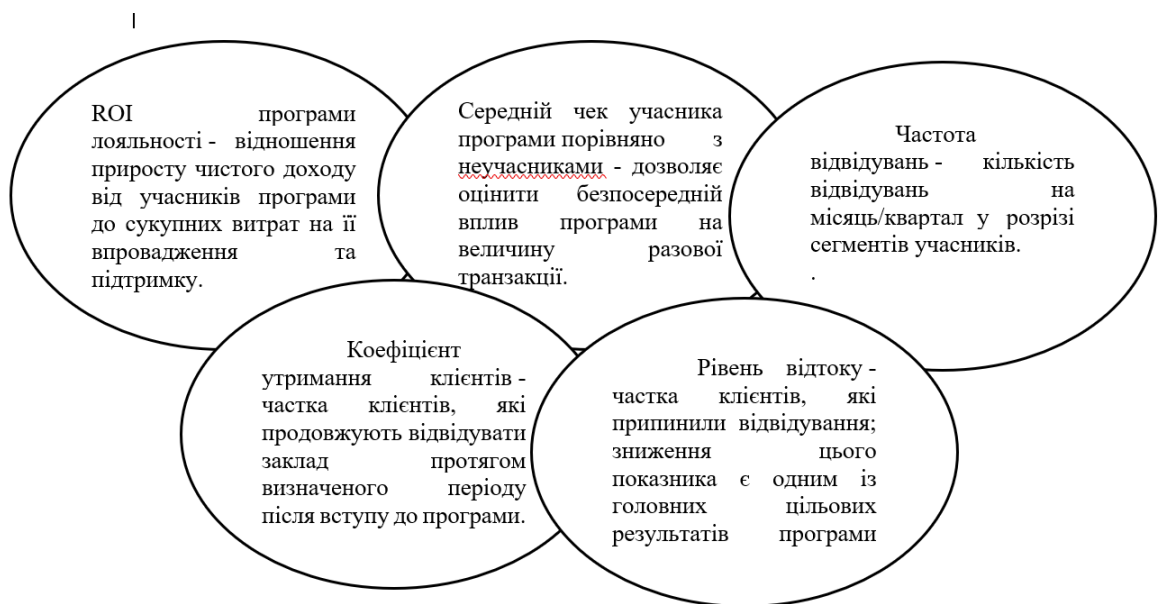 ROI програми
лояльності - відношення
приросту чистого доходу
від учасників програми
до сукупних витрат на її
впровадження та
підтримку.
Середній чек учасника
програми порівняно з
неучасниками - дозволяє
оцінити безпосередній
вплив програми на
величину разової
транзакції.
Частота
відвідувань - кількість
відвідувань на
місяць/квартал у розрізі
сегментів учасників.
.
Коефіцієнт
утримання клієнтів -
частка клієнтів, які
продовжують відвідувати
заклад протягом
визначеного періоду
після вступу до програми.
Рівень відтоку -
частка клієнтів, які
припинили відвідування;
зниження цього
показника є одним із
головних цільових
результатів програми